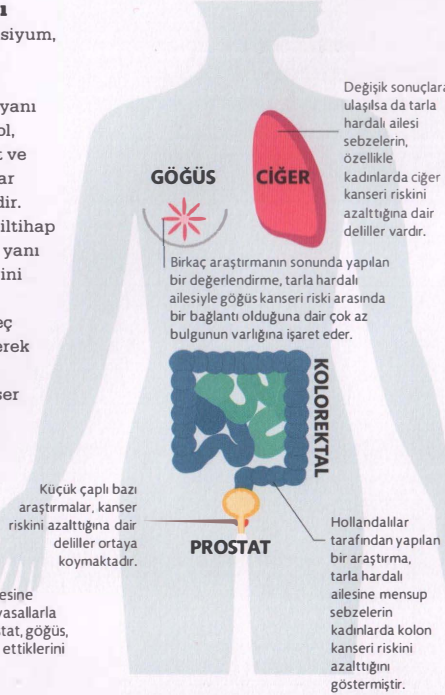 ı
siyum,
yanı
ol,
t ve
ar
dir.
iltihap
yanı
ini
eç
erek
ser
Değişik sonuçlara
ulaşılsa da tarla
hardalı ailesi
sebzelerin,
özellikle
kadınlarda ciğer
kanseri riskini
azalttığına dair
deliller vardır.
GÖĞÜS
CİĞER
Birkaç araştırmanın sonunda yapılan
bir değerlendirme, tarla hardalı
ailesiyle göğüs kanseri riski arasında
bir bağlantı olduğuna dair çok az
bulgunun varlığına işaret eder.
KOLOREKTAL
Küçük çaplı bazı
araştırmalar, kanser
riskini azalttığına dair
deliller ortaya
koymaktadır.
PROSTAT
Hollandalılar
tarafından yapılan
bir araştırma,
tarla hardalı
ailesine mensup
sebzelerin
kadınlarda kolon
kanseri riskini
azalttığını
göstermiştir.
esine
yasallarla
stat, göğüs,
ettiklerini